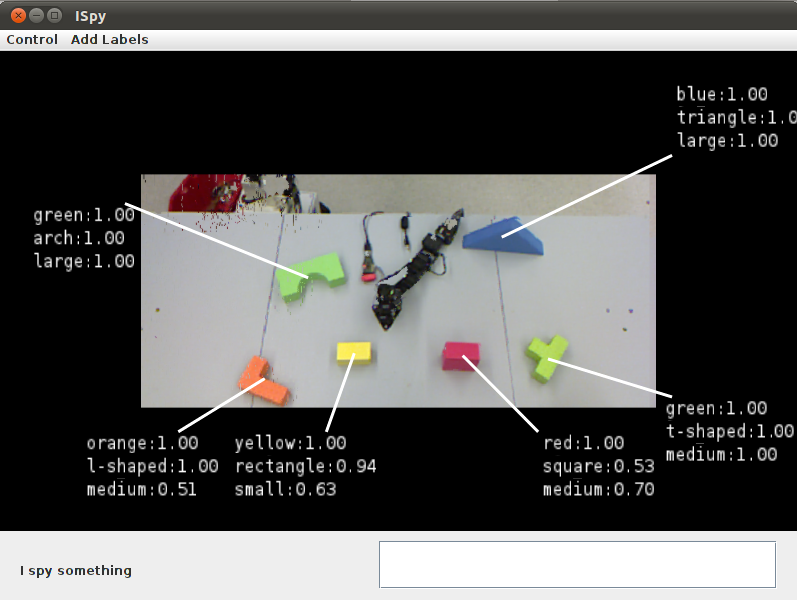 ISpy
Control Add Labels
blue:1.00
triangle:1.0
large:1.00
green:1.00
arch:1.00
large:1.00
green:1.00
t-shaped:1.00
medium:1.00
orange:1.00
l-shaped:1.00
medium:0.51
yellow:1.00
rectangle:0.94
small:0.63
red:1.00
square:0.53
medium:0.70
I spy something